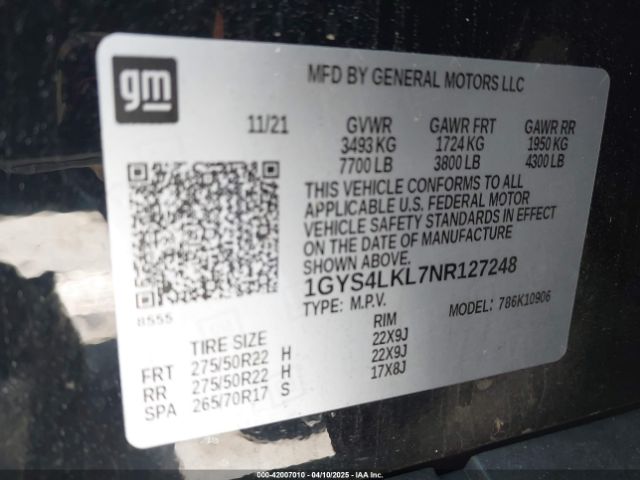 gm
MFD BY GENERAL MOTORS LLC
11/21 GVWR GAWR FRT GAWR RR
3493 KG 1724 KG 1950 KG
7700 LB 3800 LB 4300 LB
THIS VEHICLE CONFORMS TO ALL
APPLICABLE U.S. FEDERAL MOTOR
VEHICLE SAFETY STANDARDS IN EFFECT
ON THE DATE OF MANUFACTURE
SHOWN ABOVE.
1GYS4LKL7NR127248
TYPE: M.P.V. MODEL: 786K10906
8555
TIRE SIZE RIM
FRT 275/50R22 H 22X9J
RR 275/50R22 H 22X9J
SPA 265/70R17 S 17X8J
000-42007010 - 04/10/2025 - IAAI.COM